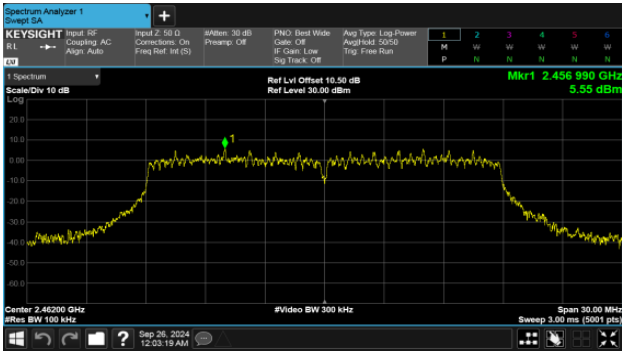 Spectrum Analyzer 1
Swept SA
KEYSIGHT
RL
Input: RF
Coupling: AC
Align: Auto
Input Z: 50 Ω
Corrections: On
Freq Ref: Int (S)
#Atten: 30 dB
Preamp: Off
PNO: Best Wide
Gate: Off
IF Gain: Low
Sig Track: Off
Avg Type: Log-Power
Avg|Hold: 50/50
Trig: Free Run
1 2 3 4 5 6
M W W W W W
P N N N N N
1 Spectrum
Scale/Div 10 dB
Ref Lvl Offset 10.50 dB
Ref Level 30.00 dBm
Mkr1 2.456 990 GHz
5.55 dBm
Log
20.0
10.0
0.00
-10.0
-20.0
-30.0
-40.0
-50.0
-60.0
1
Center 2.46200 GHz
#Res BW 100 kHz
#Video BW 300 kHz
Span 30.00 MHz
Sweep 3.00 ms (5001 pts)
?
Sep 26, 2024
12:03:19 AM